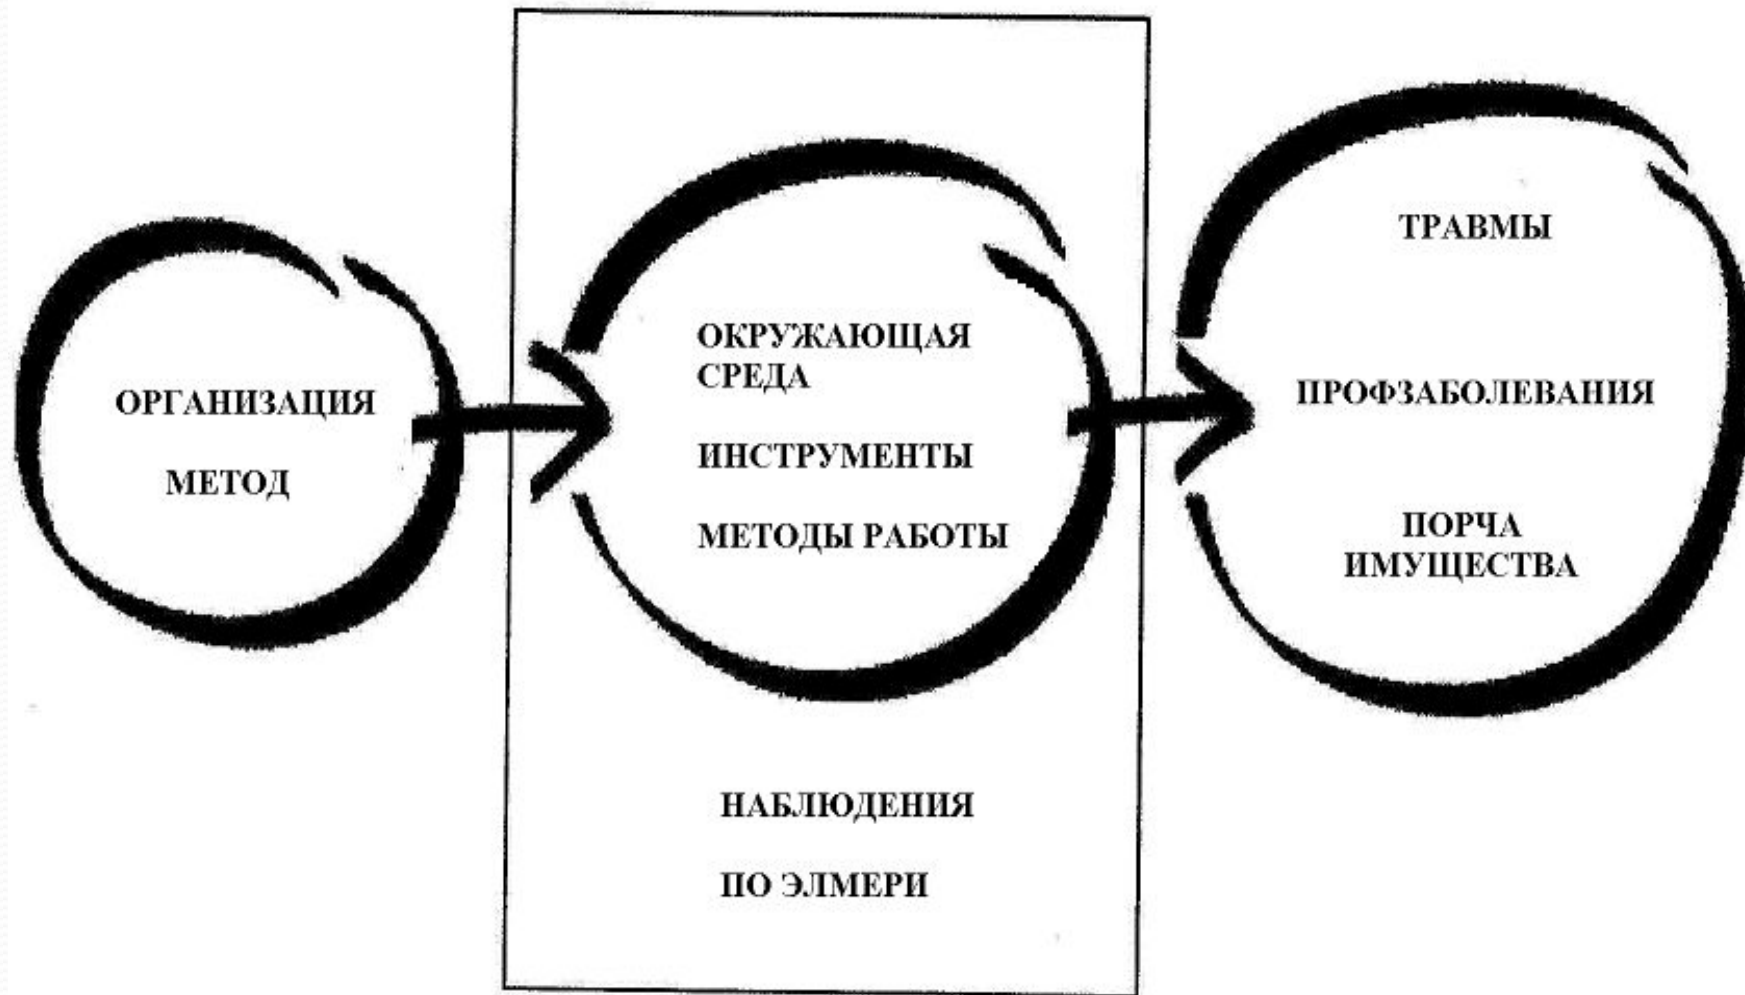 ОРГАНИЗАЦИЯ
МЕТОД
ОКРУЖАЮЩАЯ
СРЕДА
ИНСТРУМЕНТЫ
МЕТОДЫ РАБОТЫ
НАБЛЮДЕНИЯ
ПО ЭЛМЕРИ
ТРАВМЫ
ПРОФЗАБОЛЕВАНИЯ
ПОРЧА
ИМУЩЕСТВА